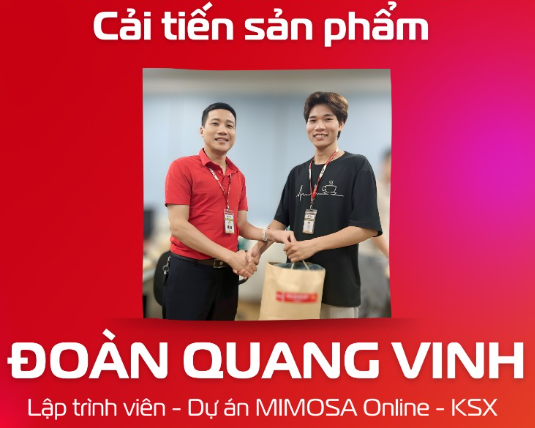 Cải tiến sản phẩm
ĐOÀN QUANG VINH
Lập trình viên - Dự án MIMOSA Online - KSX